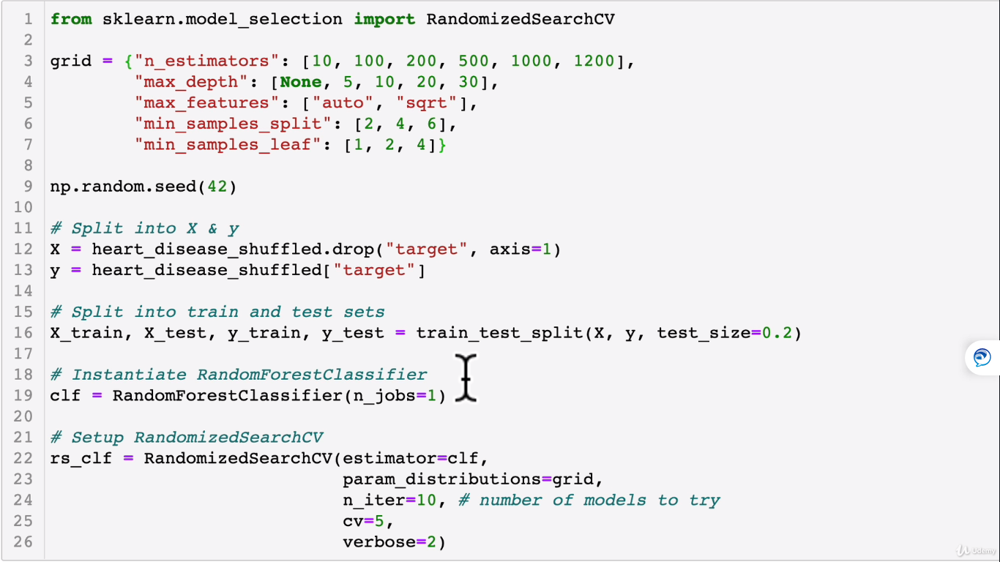 1 from sklearn.model_selection import RandomizedSearchCV
2
3 grid = {"n_estimators": [10, 100, 200, 500, 1000, 1200],
4         "max_depth": [None, 5, 10, 20, 30],
5         "max_features": ["auto", "sqrt"],
6         "min_samples_split": [2, 4, 6],
7         "min_samples_leaf": [1, 2, 4]}
8
9 np.random.seed(42)
10
11 # Split into X & y
12 X = heart_disease_shuffled.drop("target", axis=1)
13 y = heart_disease_shuffled["target"]
14
15 # Split into train and test sets
16 X_train, X_test, y_train, y_test = train_test_split(X, y, test_size=0.2)
17
18 # Instantiate RandomForestClassifier
19 clf = RandomForestClassifier(n_jobs=1)
20
21 # Setup RandomizedSearchCV
22 rs_clf = RandomizedSearchCV(estimator=clf,
23                             param_distributions=grid,
24                             n_iter=10, # number of models to try
25                             cv=5,
26                             verbose=2)
Udemy